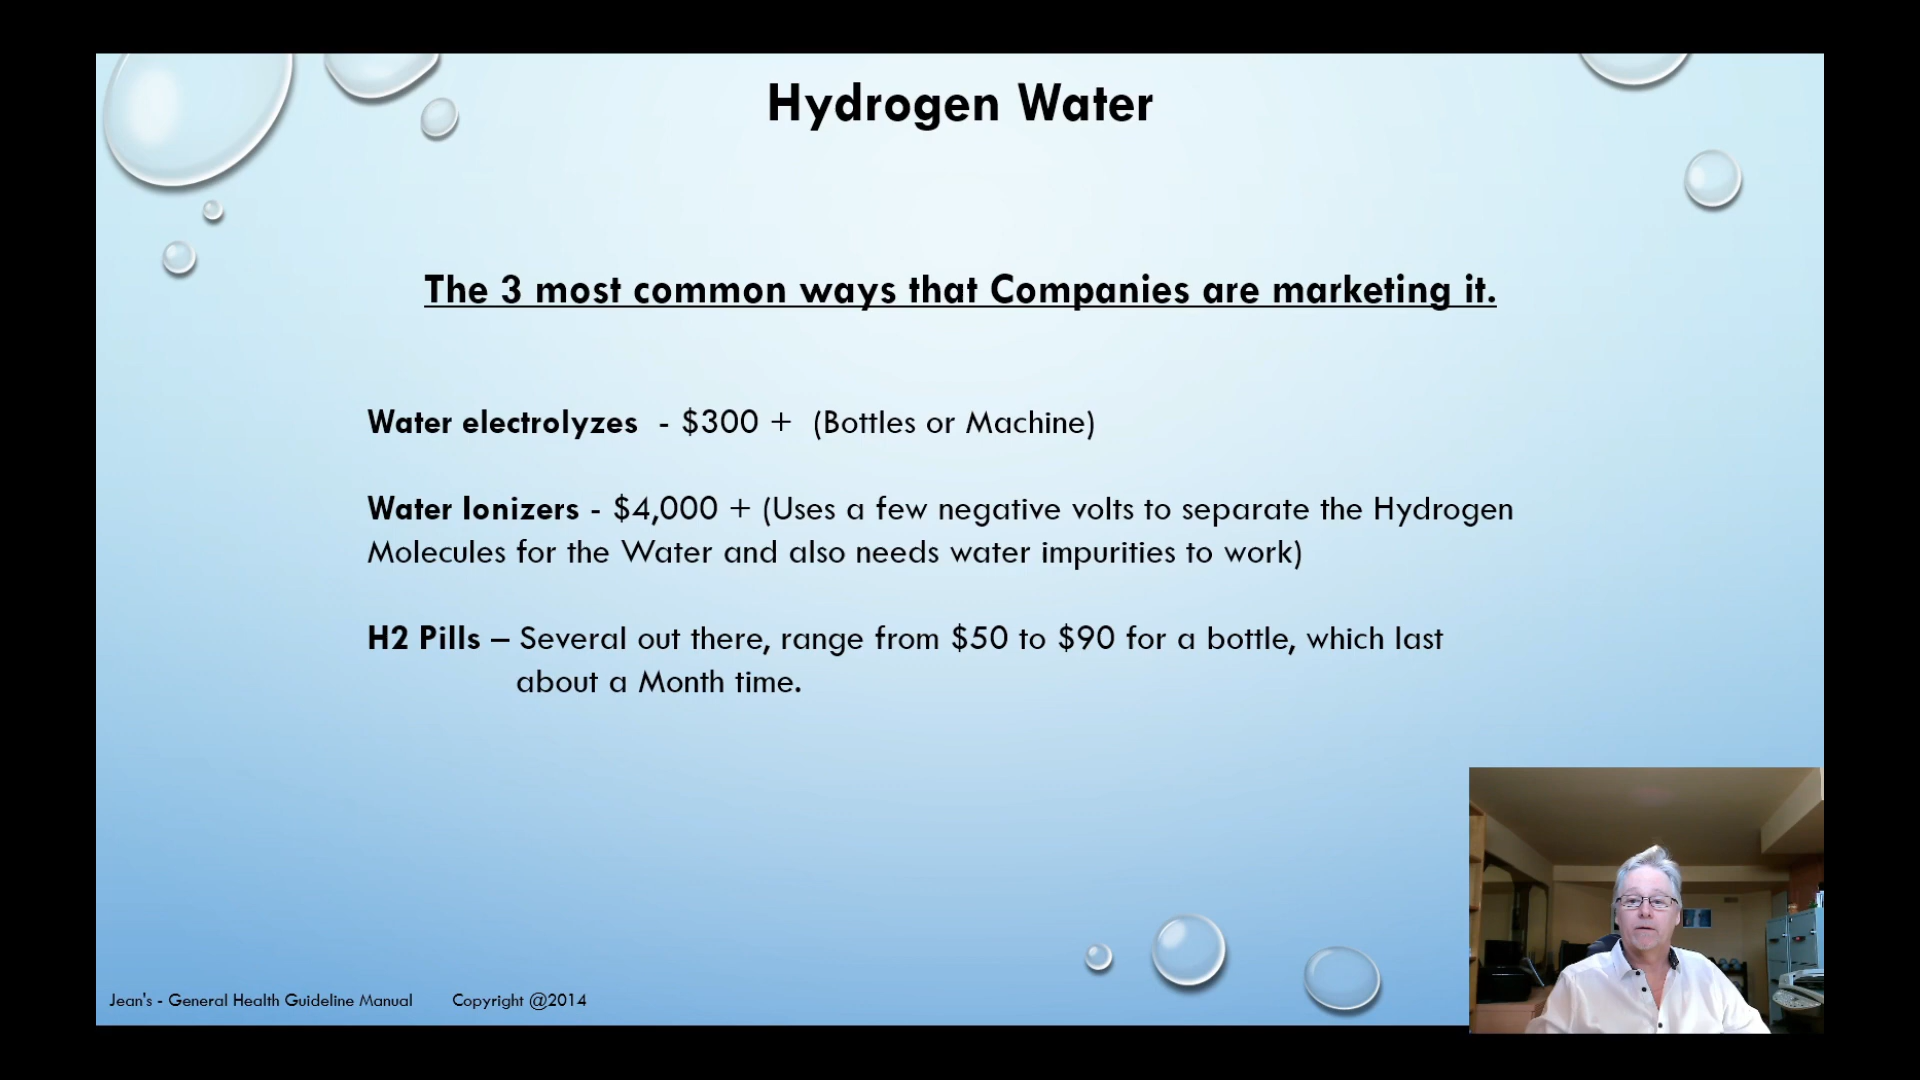 Hydrogen Water
The 3 most common ways that Companies are marketing it.
Water electrolyzes - $300 + (Bottles or Machine)
Water Ionizers - $4,000 + (Uses a few negative volts to separate the Hydrogen
Molecules for the Water and also needs water impurities to work)
H2 Pills – Several out there, range from $50 to $90 for a bottle, which last
about a Month time.
Jean's - General Health Guideline Manual Copyright @2014